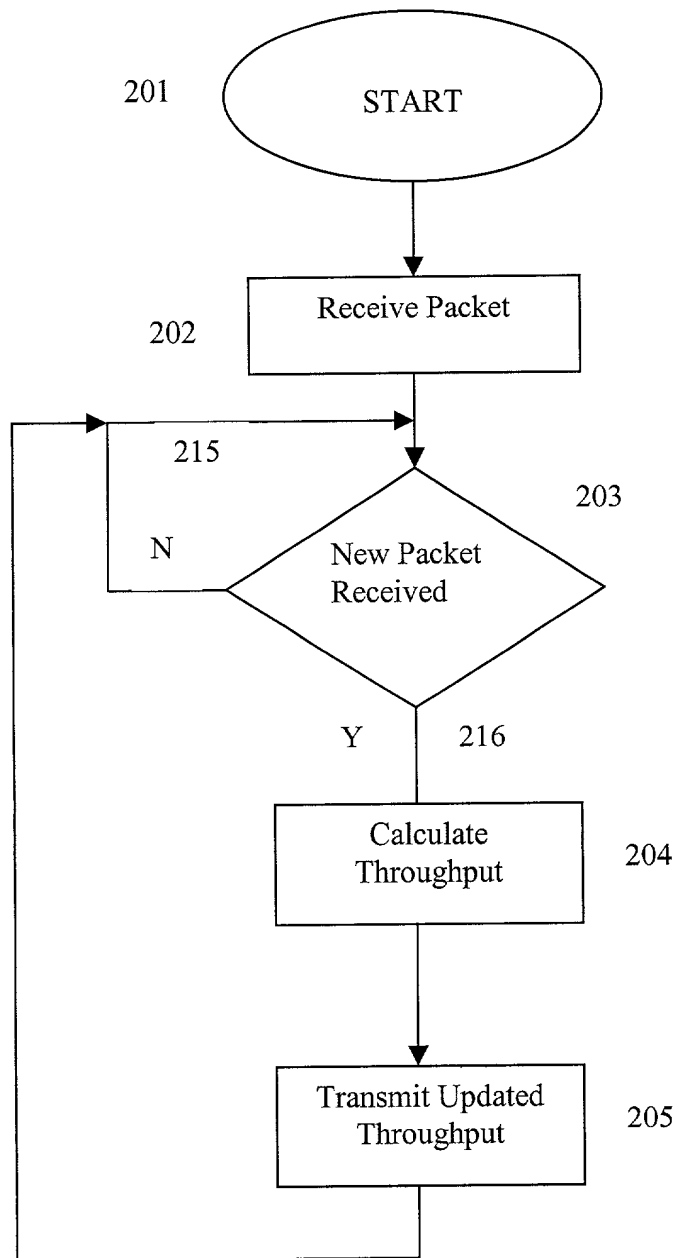 201
START
Receive Packet
202
215
203
N
New Packet
Received
Y
216
Calculate
Throughput
204
Transmit Updated
Throughput
205